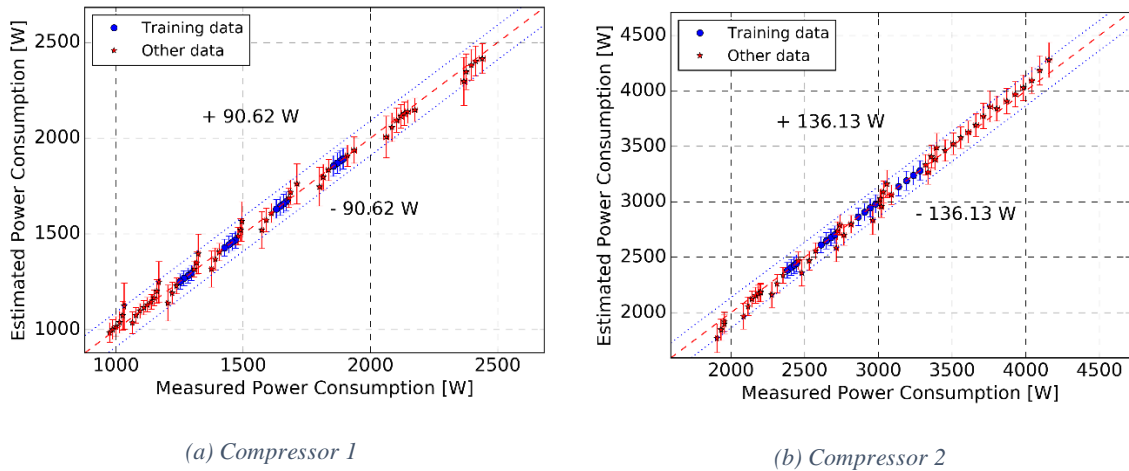 Training data
Other data
+ 90.62 W
- 90.62 W
Estimated Power Consumption [W]
2500
2000
1500
1000
1000 1500 2000 2500
Measured Power Consumption [W]
(a) Compressor 1
Training data
Other data
+ 136.13 W
- 136.13 W
Estimated Power Consumption [W]
4500
4000
3500
3000
2500
2000
2000 2500 3000 3500 4000 4500
Measured Power Consumption [W]
(b) Compressor 2